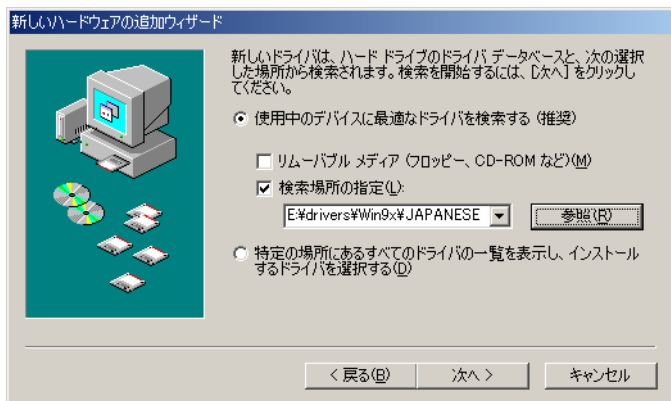 新しいハードウェアの追加ウィザード
新しいドライバは、ハード ドライブのドライバ データベースと、次の選択
した場所から検索されます。検索を開始するには、[次へ] をクリックし
てください。
使用中のデバイスに最適なドライバを検索する (推奨)
リムーバブル メディア (フロッピー、CD-ROM など)(M)
検索場所の指定(L):
E:¥drivers¥Win9x¥JAPANESE
参照(R)
特定の場所にあるすべてのドライバの一覧を表示し、インストール
するドライバを選択する(D)
< 戻る(B)
次へ >
キャンセル